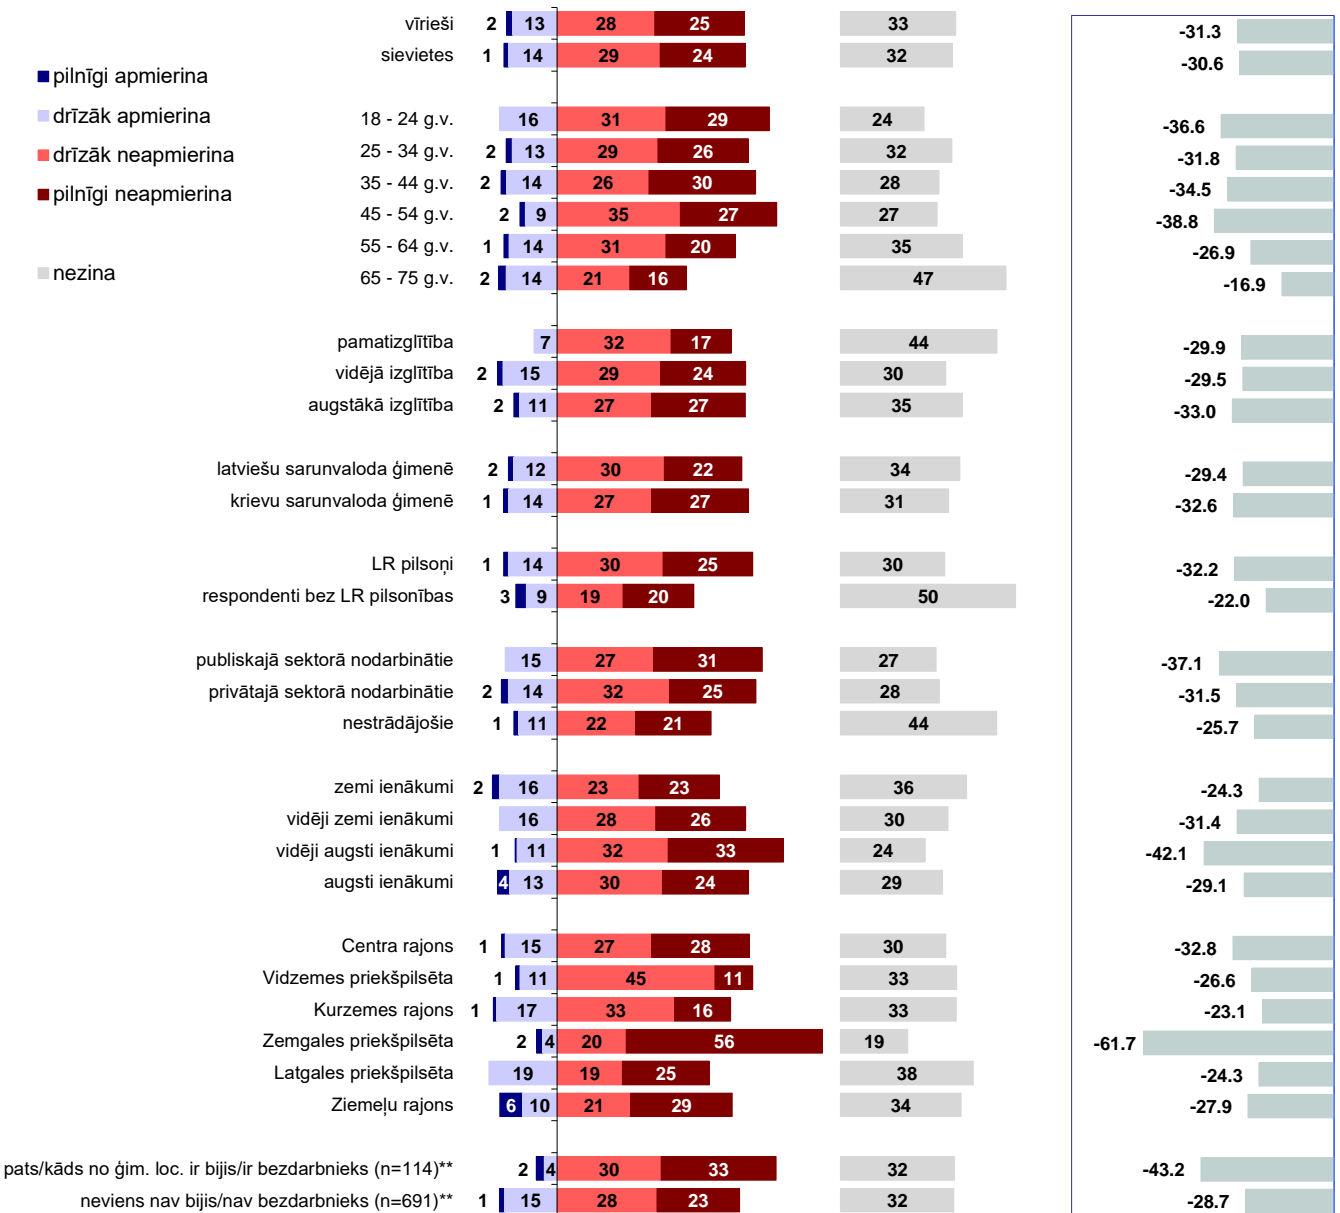 vīrieši 2 13 28 25 33 -31.3
sievietes 1 14 29 24 32 -30.6
pilnīgi apmierina
drīzāk apmierina
drīzāk neapmierina
pilnīgi neapmierina
nezina
18 - 24 g.v. 16 31 29 24 -36.6
25 - 34 g.v. 2 13 29 26 32 -31.8
35 - 44 g.v. 2 14 26 30 28 -34.5
45 - 54 g.v. 2 9 35 27 27 -38.8
55 - 64 g.v. 1 14 31 20 35 -26.9
65 - 75 g.v. 2 14 21 16 47 -16.9
pamatizglītība 7 32 17 44 -29.9
vidējā izglītība 2 15 29 24 30 -29.5
augstākā izglītība 2 11 27 27 35 -33.0
latviešu sarunvaloda ģimenē 2 12 30 22 34 -29.4
krievu sarunvaloda ģimenē 1 14 27 27 31 -32.6
LR pilsoņi 1 14 30 25 30 -32.2
respondenti bez LR pilsonības 3 9 19 20 50 -22.0
publiskajā sektorā nodarbinātie 15 27 31 27 -37.1
privātajā sektorā nodarbinātie 2 14 32 25 28 -31.5
nestrādājošie 1 11 22 21 44 -25.7
zemi ienākumi 2 16 23 23 36 -24.3
vidēji zemi ienākumi 16 28 26 30 -31.4
vidēji augsti ienākumi 1 11 32 33 24 -42.1
augsti ienākumi 4 13 30 24 29 -29.1
Centra rajons 1 15 27 28 30 -32.8
Vidzemes priekšpilsēta 1 11 45 11 33 -26.6
Kurzemes rajons 1 17 33 16 33 -23.1
Zemgales priekšpilsēta 2 4 20 56 19 -61.7
Latgales priekšpilsēta 19 19 25 38 -24.3
Ziemeļu rajons 6 10 21 29 34 -27.9
pats/kāds no ģim. loc. ir bijis/ir bezdarbnieks (n=114)** 2 4 30 33 32 -43.2
neviens nav bijis/nav bezdarbnieks (n=691)** 1 15 28 23 32 -28.7